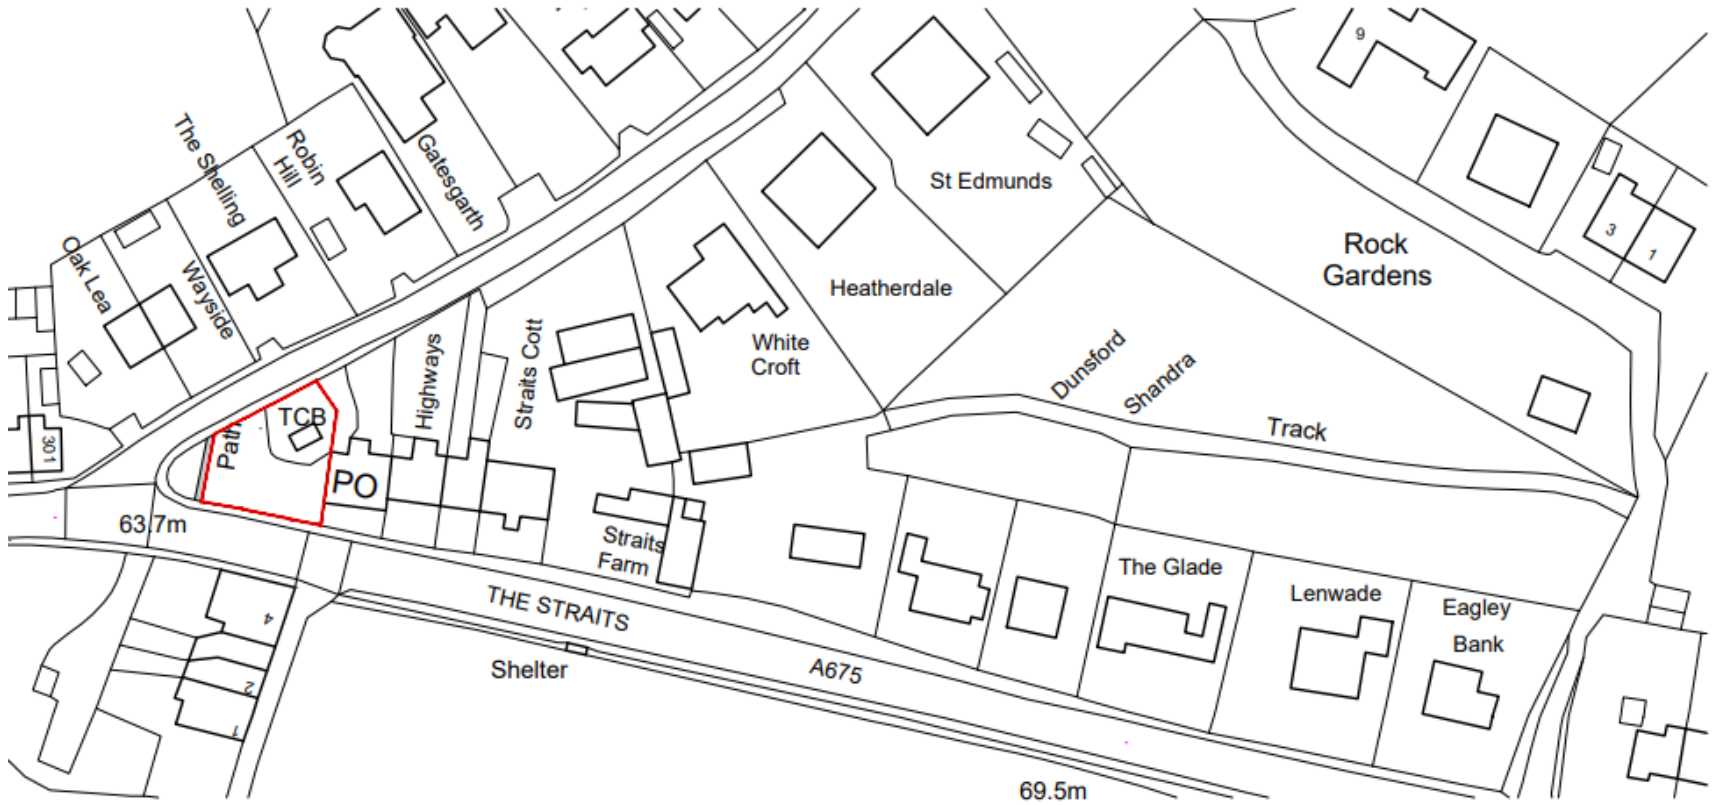 9
The Shelling
Robin
Hill
Gatesgarth
St Edmunds
3
1
Rock
Gardens
Oak Lea
Wayside
Heatherdale
White
Croft
Straits Cott
Highways
Dunsford
Shandra
Track
TCB
Path
301
PO
63.7m
Straits
Farm
The Glade
Lenwade
Eagley
Bank
THE STRAITS
4
2
1
Shelter
A675
69.5m